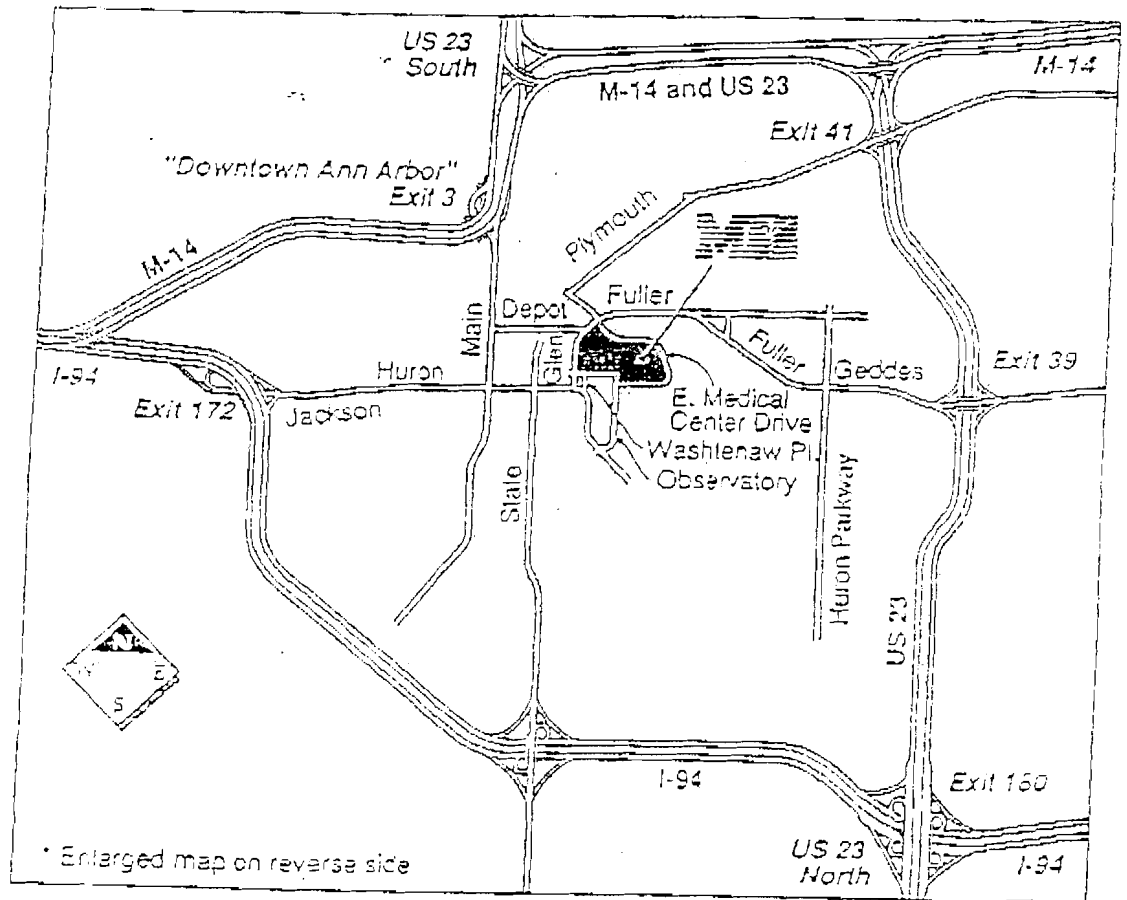 US 23
South
M-14
M-14 and US 23
Exit 41
"Downtown Ann Arbor"
Exit 3
Plymouth
M-14
Depot
Fuller
Main
Glen
Fuller
I-94
Huron
Geddes
Exit 39
Exit 172
Jackson
E. Medical
Center Drive
Washtenaw Pl.
Observatory
State
Huron Parkway
US 23
N
W
E
S
I-94
Exit 180
US 23
North
I-94
* Enlarged map on reverse side